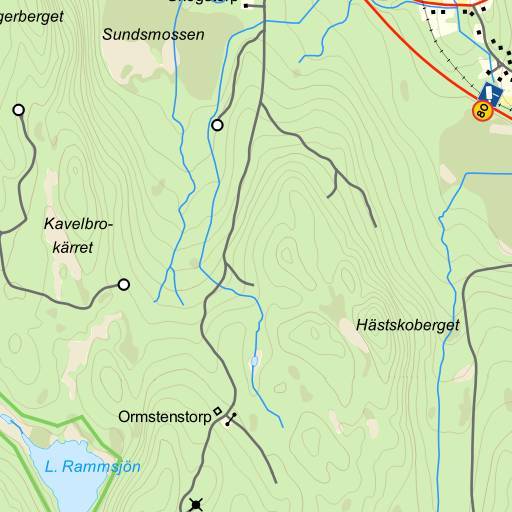 gerberget
Sundsmossen
80
Kavelbro-
kärret
Hästskoberget
Ormstenstorp
L. Rammsjön